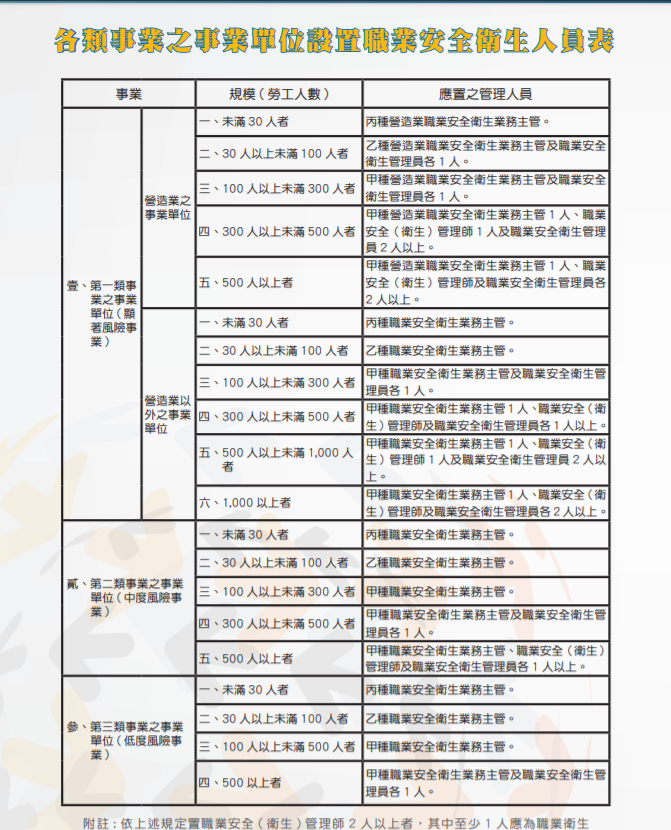 各類事業之事業單位設置職業安全衛生人員表
事業
規模（勞工人數）
應置之管理人員
壹、第一類事
業之事業
單位（顯
著風險事
業）
營造業之
事業單位
一、未滿 30 人者
丙種營造業職業安全衛生業務主管。
二、30 人以上未滿 100 人者
乙種營造業職業安全衛生業務主管及職業安全
衛生管理員各 1 人。
三、100 人以上未滿 300 人者
甲種營造業職業安全衛生業務主管及職業安全
衛生管理員各 1 人。
四、300 人以上未滿 500 人者
甲種營造業職業安全衛生業務主管 1 人、職業
安全（衛生）管理師 1 人及職業安全衛生管理
員 2 人以上。
五、500 人以上者
甲種營造業職業安全衛生業務主管 1 人、職業
安全（衛生）管理師及職業安全衛生管理員各
2 人以上。
營造業以
外之事業
單位
一、未滿 30 人者
丙種職業安全衛生業務主管。
二、30 人以上未滿 100 人者
乙種職業安全衛生業務主管。
三、100 人以上未滿 300 人者
甲種職業安全衛生業務主管及職業安全衛生管
理員各 1 人。
四、300 人以上未滿 500 人者
甲種職業安全衛生業務主管 1 人、職業安全（衛
生）管理師及職業安全衛生管理員各 1 人以上。
五、500 人以上未滿 1,000 人
者
甲種職業安全衛生業務主管 1 人、職業安全（衛
生）管理師 1 人及職業安全衛生管理員 2 人以
上。
六、1,000 以上者
甲種職業安全衛生業務主管 1 人、職業安全（衛
生）管理師及職業安全衛生管理員各 2 人以上。
貳、第二類事業之事業
單位（中度風險事
業）
一、未滿 30 人者
丙種職業安全衛生業務主管。
二、30 人以上未滿 100 人者
乙種職業安全衛生業務主管。
三、100 人以上未滿 300 人者
甲種職業安全衛生業務主管。
四、300 人以上未滿 500 人者
甲種職業安全衛生業務主管及職業安全衛生管
理員各 1 人。
五、500 人以上者
甲種職業安全衛生業務主管、職業安全（衛生）
管理師及職業安全衛生管理員各 1 人以上。
參、第三類事業之事業
單位（低度風險事
業）
一、未滿 30 人者
丙種職業安全衛生業務主管。
二、30 人以上未滿 100 人者
乙種職業安全衛生業務主管。
三、100 人以上未滿 500 人者
甲種職業安全衛生業務主管。
四、500 以上者
甲種職業安全衛生業務主管及職業安全衛生管
理員各 1 人。
附註：依上述規定置職業安全（衛生）管理師 2 人以上者，其中至少 1 人應為職業衛生